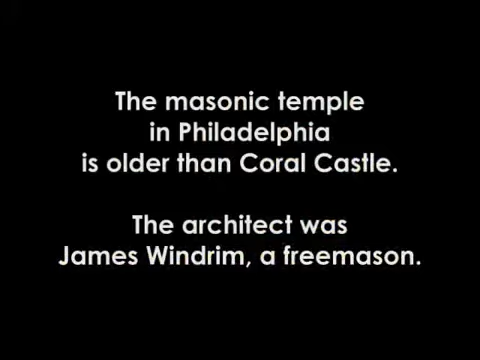 The masonic temple
in Philadelphia
is older than Coral Castle.
The architect was
James Windrim, a freemason.